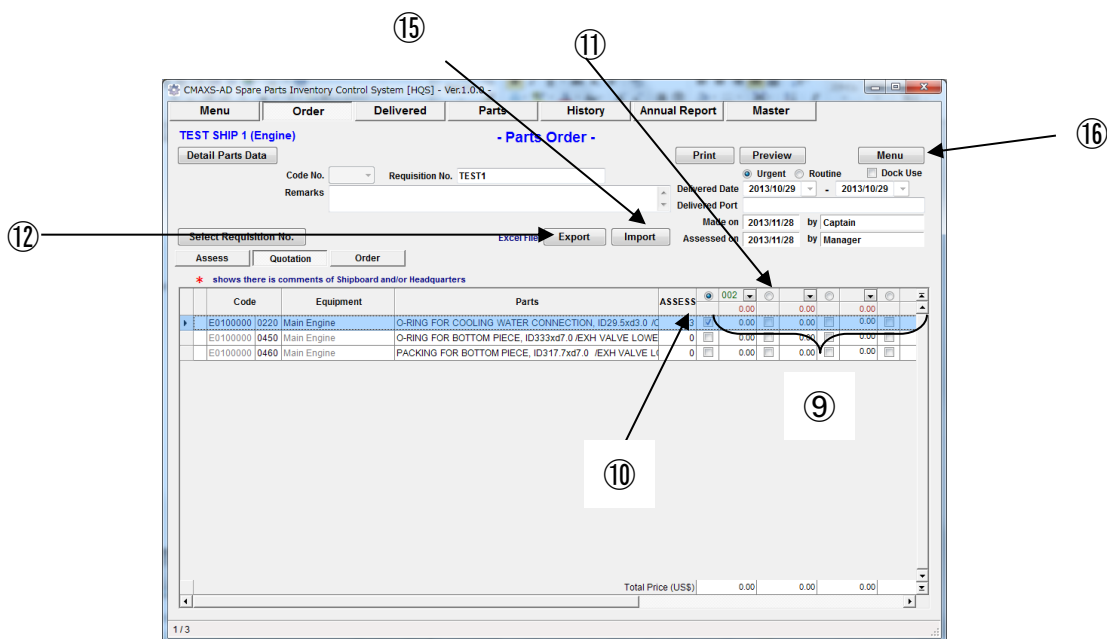 ⑮
⑪
CMAXS-AD Spare Parts Inventory Control System [HQS] - Ver.1.0.0 -
Menu Order Delivered Parts History Annual Report Master
TEST SHIP 1 (Engine) - Parts Order -
⑯
Detail Parts Data Print Preview Menu
Urgent Routine Dock Use
Code No. Requisition No. TEST1
Remarks Delivered Date 2013/10/29 - 2013/10/29
Delivered Port
Made on 2013/11/28 by Captain
⑫
Select Requisition No. Excel File Export Import Assessed on 2013/11/28 by Manager
Assess Quotation Order
* shows there is comments of Shipboard and/or Headquarters
Code Equipment Parts ASSESS 002
0.00 0.00 0.00
E0100000 0220 Main Engine O-RING FOR COOLING WATER CONNECTION, ID29.5xd3.0 /C 3 0.00 0.00 0.00
E0100000 0450 Main Engine O-RING FOR BOTTOM PIECE, ID333xd7.0 /EXH VALVE LOWE 0 0.00 0.00 0.00
E0100000 0460 Main Engine PACKING FOR BOTTOM PIECE, ID317.7xd7.0 /EXH VALVE L 0 0.00 0.00 0.00
⑨
⑩
Total Price (US$) 0.00 0.00 0.00
1 / 3